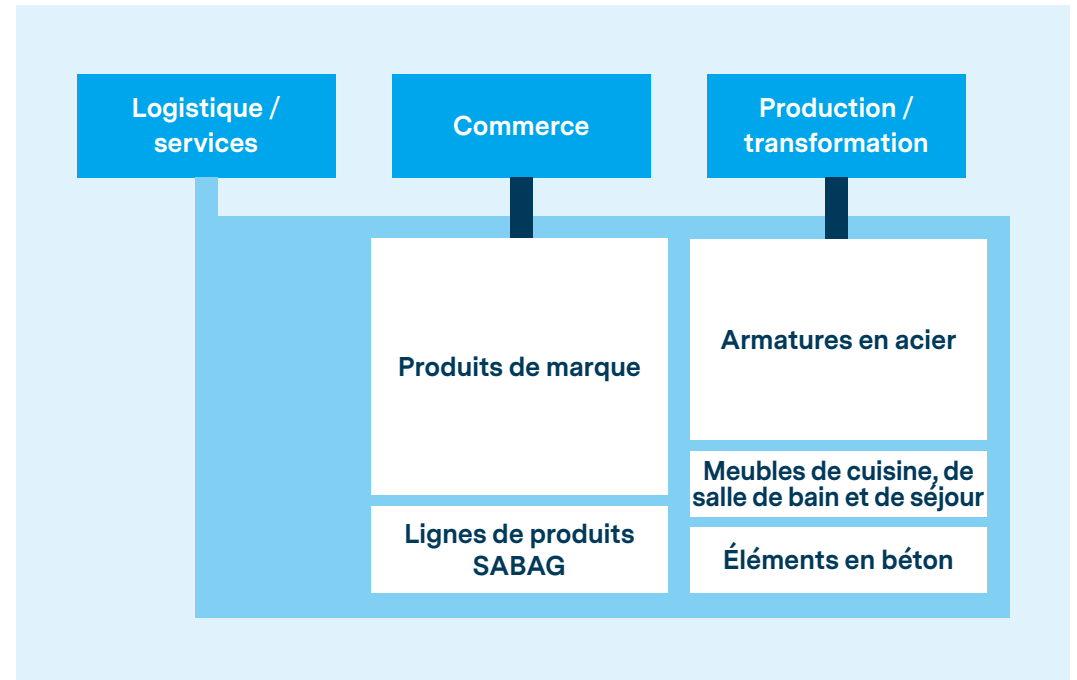 Logistique /
services
Commerce
Production /
transformation
Produits de marque
Lignes de produits
SABAG
Armatures en acier
Meubles de cuisine, de
salle de bain et de séjour
Éléments en béton